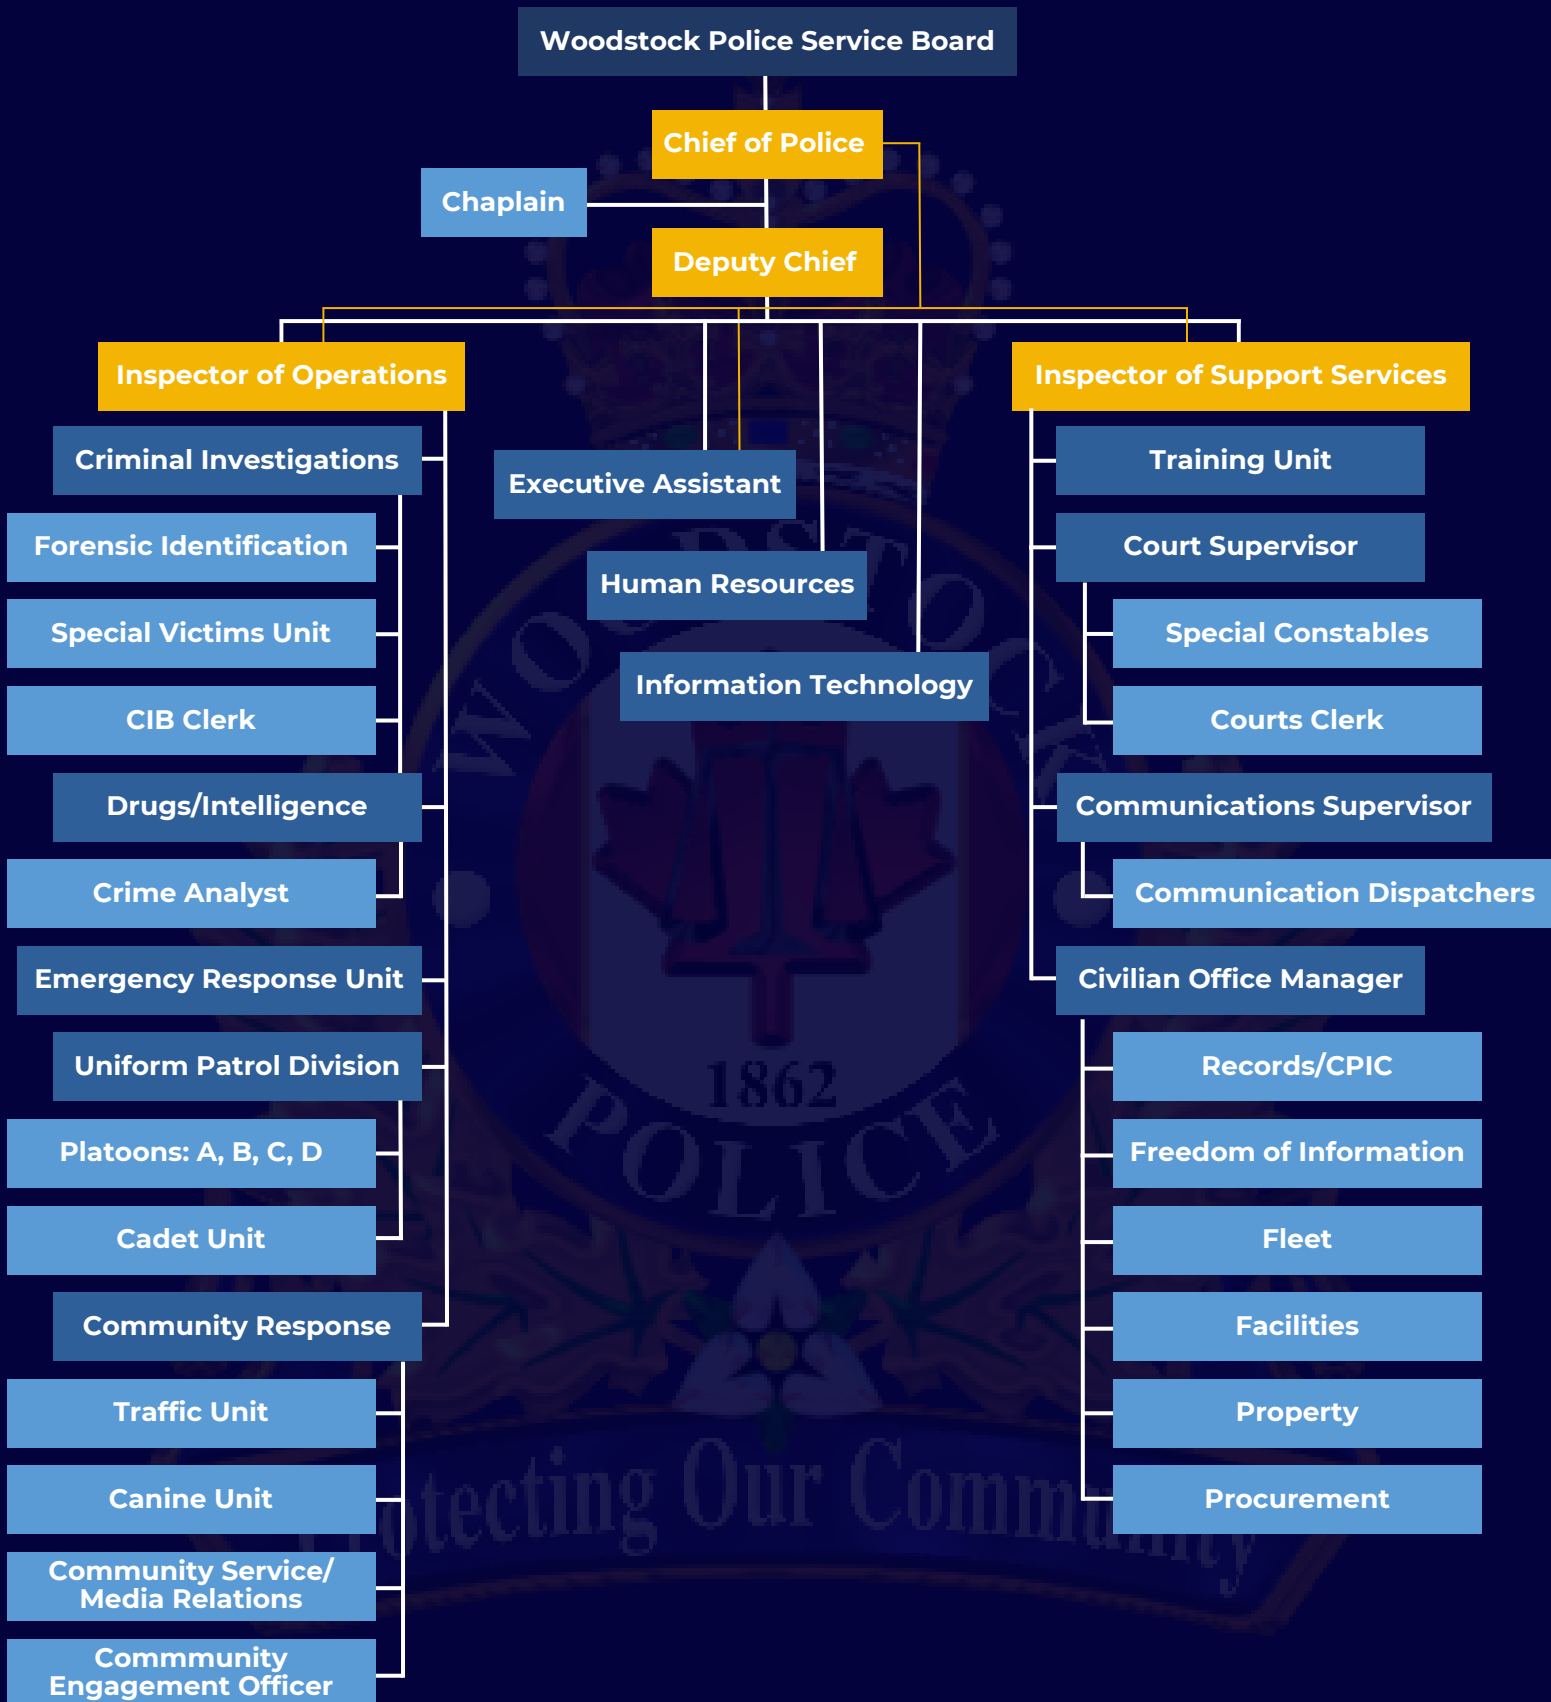 Woodstock Police Service Board
Chief of Police
Chaplain
Deputy Chief
Inspector of Operations
Inspector of Support Services
Criminal Investigations
Forensic Identification
Special Victims Unit
CIB Clerk
Drugs/Intelligence
Crime Analyst
Emergency Response Unit
Uniform Patrol Division
Platoons: A, B, C, D
Cadet Unit
Community Response
Traffic Unit
Canine Unit
Community Service/
Media Relations
Commmunity
Engagement Officer
Executive Assistant
Human Resources
Information Technology
Training Unit
Court Supervisor
Special Constables
Courts Clerk
Communications Supervisor
Communication Dispatchers
Civilian Office Manager
Records/CPIC
Freedom of Information
Fleet
Facilities
Property
Procurement
WOODSTOCK
1862
POLICE
Protecting Our Community